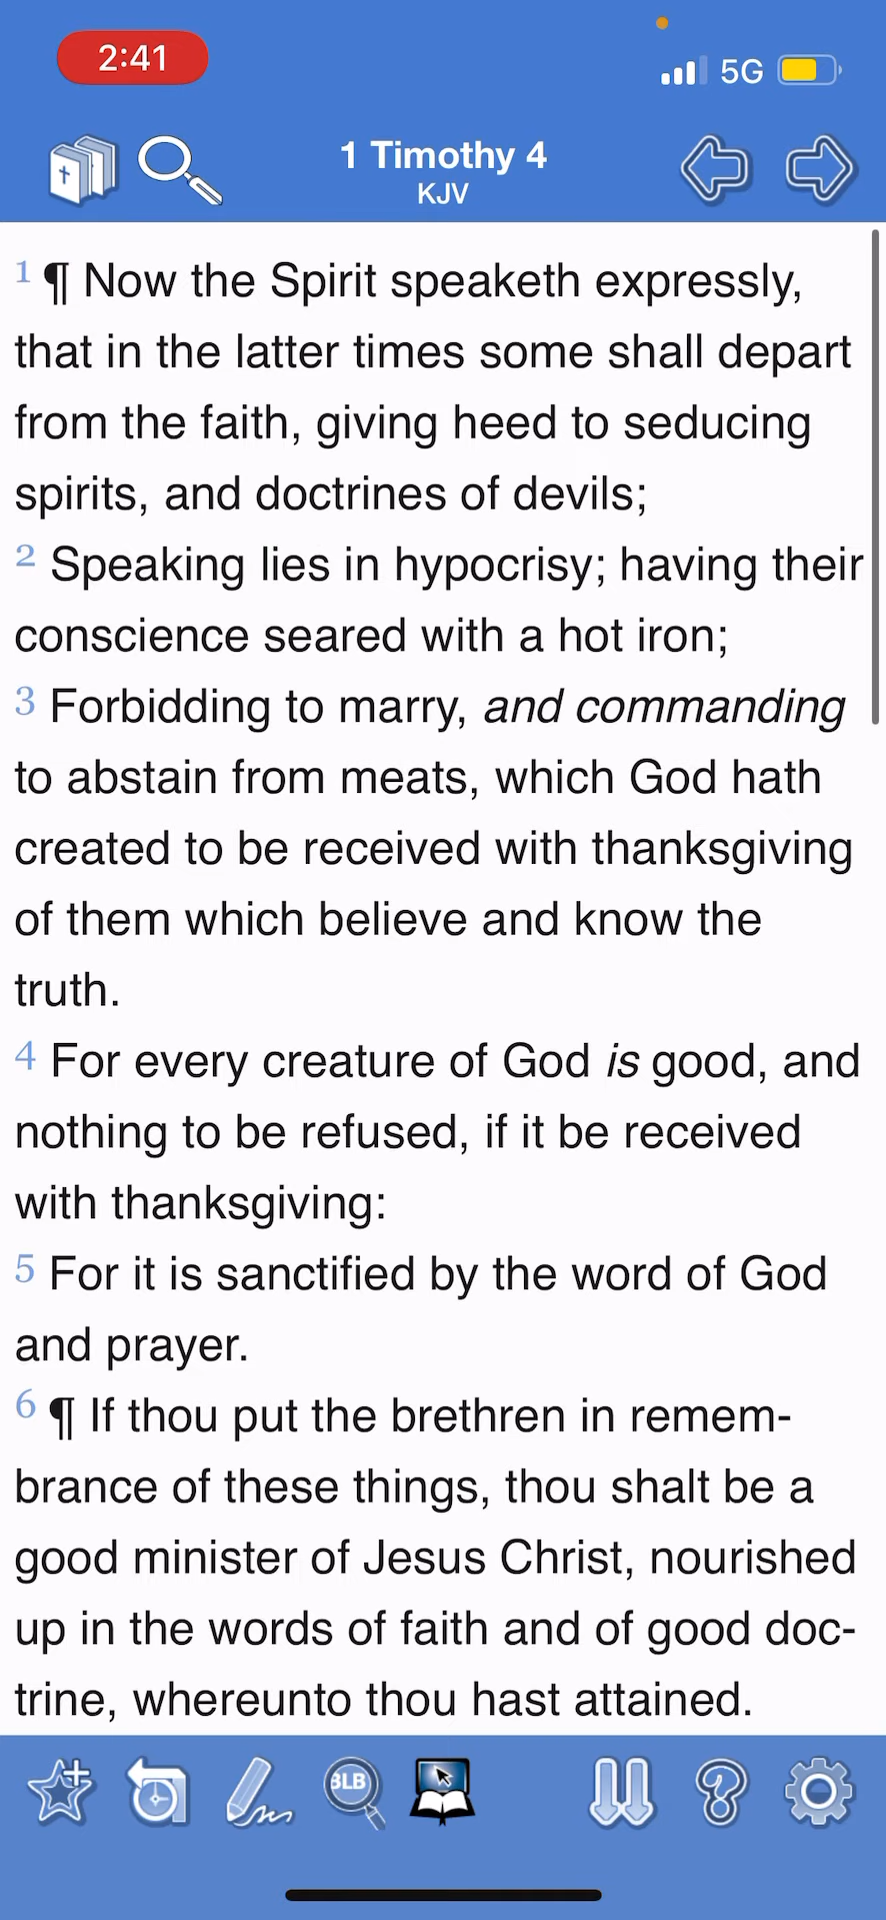 2:41
5G
1 Timothy 4
KJV
1 ¶ Now the Spirit speaketh expressly,
that in the latter times some shall depart
from the faith, giving heed to seducing
spirits, and doctrines of devils;
2 Speaking lies in hypocrisy; having their
conscience seared with a hot iron;
3 Forbidding to marry, and commanding
to abstain from meats, which God hath
created to be received with thanksgiving
of them which believe and know the
truth.
4 For every creature of God is good, and
nothing to be refused, if it be received
with thanksgiving:
5 For it is sanctified by the word of God
and prayer.
6 ¶ If thou put the brethren in remem-
brance of these things, thou shalt be a
good minister of Jesus Christ, nourished
up in the words of faith and of good doc-
trine, whereunto thou hast attained.
BLB